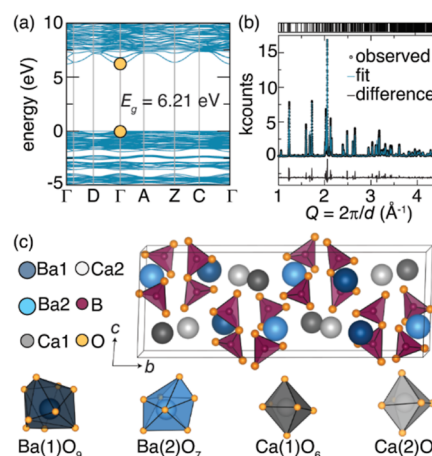 (a)
10
5
0
-5
energy (eV)
Eg = 6.21 eV
Γ D Γ A Z C Γ
(b)
15
10
5
0
kcounts
observed
fit
difference
1 2 3 4
Q = 2π/d (Å-1)
(c)
Ba1 Ca2
Ba2 B
Ca1 O
c
b
Ba(1)O9
Ba(2)O7
Ca(1)O6
Ca(2)O